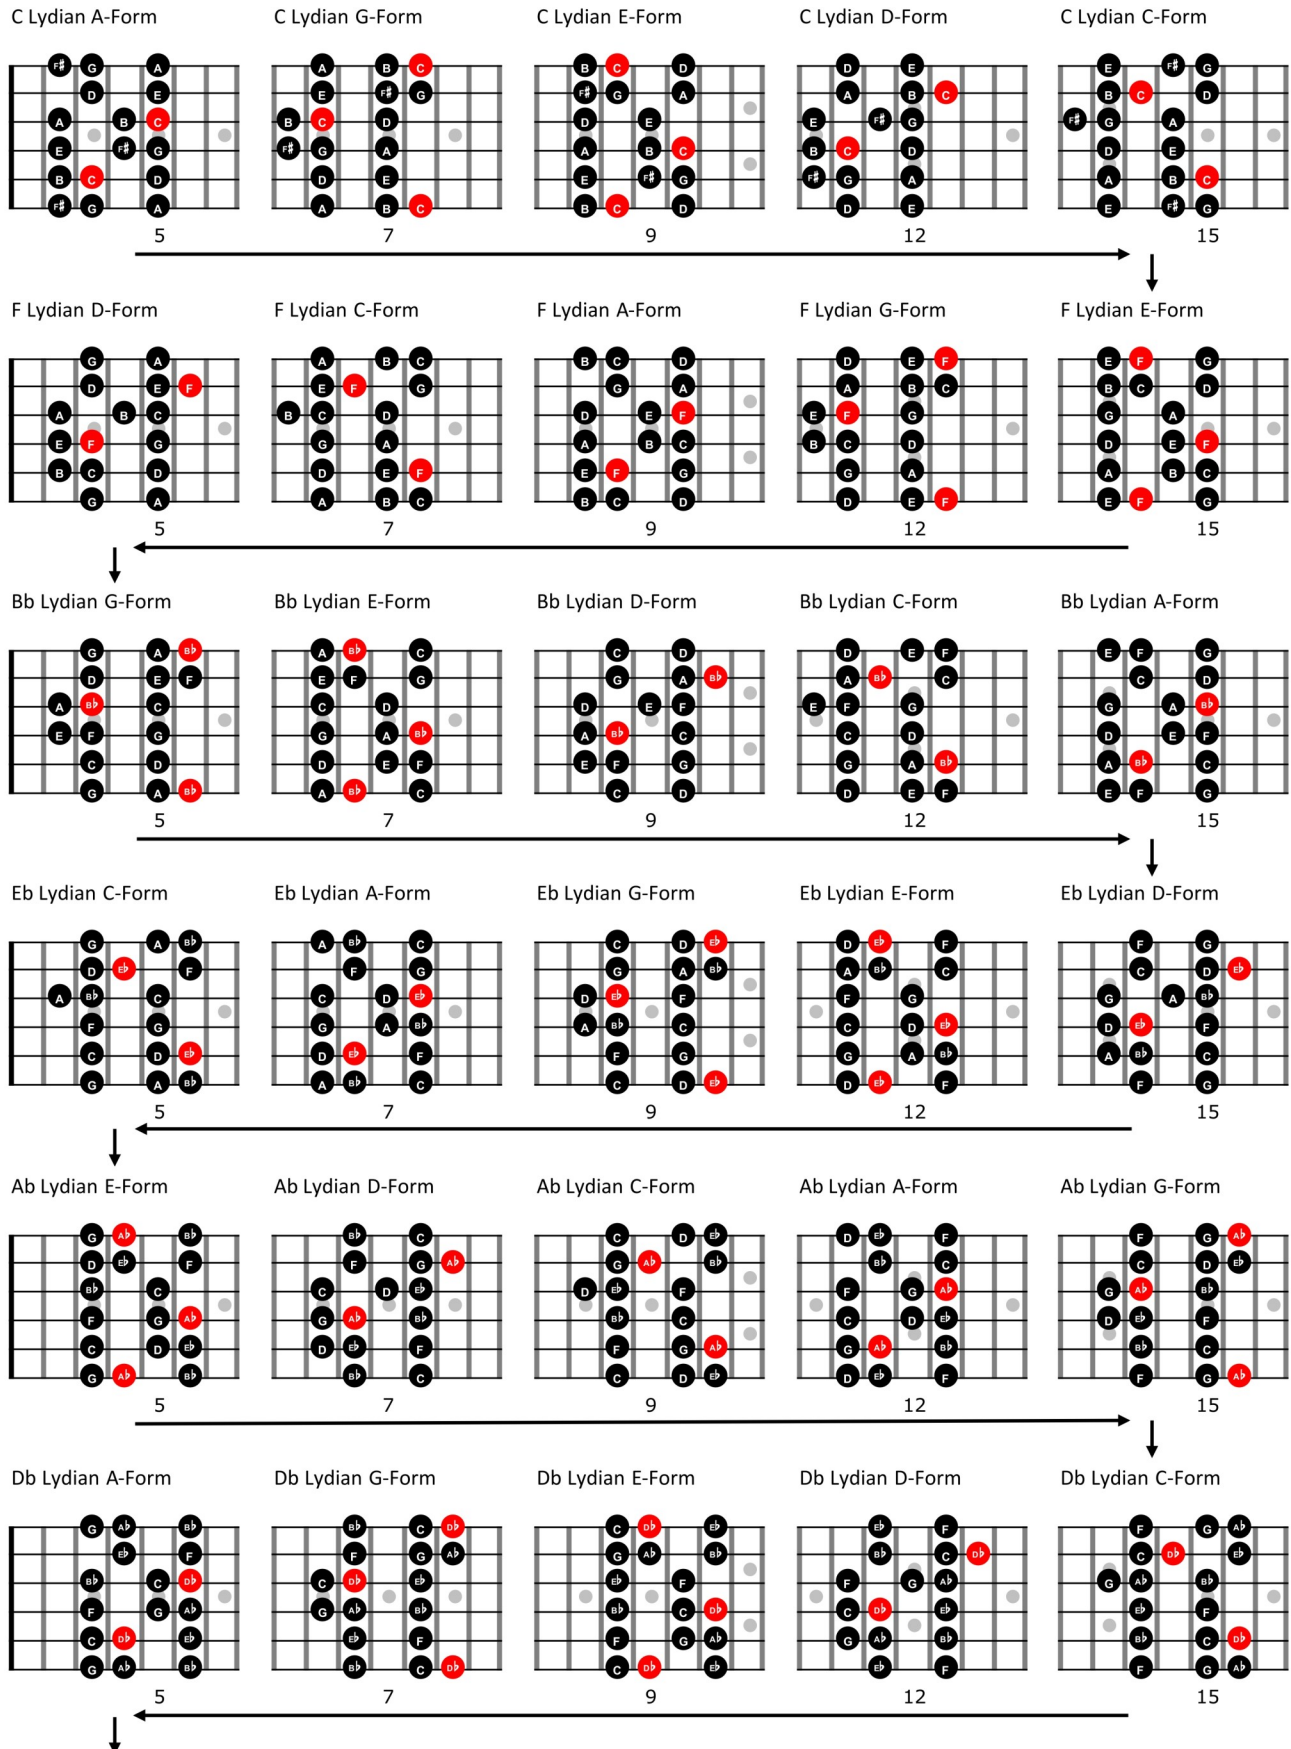 C Lydian A-Form C Lydian G-Form C Lydian E-Form C Lydian D-Form C Lydian C-Form
F♯ G A A B C B C D D E E F♯ G
D E E F♯ G F♯ G A A B C B C D
A B C B C D D E E F♯ G F♯ G A
E F♯ G F♯ G A A B C B C D D E
B C D D E E F♯ G F♯ G A A B C
F♯ G A A B C B C D D E E F♯ G
5 7 9 12 15
F Lydian D-Form F Lydian C-Form F Lydian A-Form F Lydian G-Form F Lydian E-Form
G A A B C B C D D E F E F G
D E F E F G G A A B C B C D
A B C B C D D E F E F G G A
E F G G A A B C B C D D E F
B C D D E F E F G G A A B C
G A A B C B C D D E F E F G
5 7 9 12 15
Bb Lydian G-Form Bb Lydian E-Form Bb Lydian D-Form Bb Lydian C-Form Bb Lydian A-Form
G A B♭ A B♭ C C D D E F E F G
D E F E F G G A B♭ A B♭ C C D
A B♭ C C D D E F E F G G A B♭
E F G G A B♭ A B♭ C C D D E F
C D D E F E F G G A B♭ A B♭ C
G A B♭ A B♭ C C D D E F E F G
5 7 9 12 15
Eb Lydian C-Form Eb Lydian A-Form Eb Lydian G-Form Eb Lydian E-Form Eb Lydian D-Form
G A B♭ A B♭ C C D E♭ D E♭ F F G
D E♭ F F G G A B♭ A B♭ C C D E♭
A B♭ C C D E♭ D E♭ F F G G A B♭
F G G A B♭ A B♭ C C D E♭ D E♭ F
C D E♭ D E♭ F F G G A B♭ A B♭ C
G A B♭ A B♭ C C D E♭ D E♭ F F G
5 7 9 12 15
Ab Lydian E-Form Ab Lydian D-Form Ab Lydian C-Form Ab Lydian A-Form Ab Lydian G-Form
G A♭ B♭ B♭ C C D E♭ D E♭ F F G A♭
D E♭ F F G A♭ G A♭ B♭ B♭ C C D E♭
B♭ C C D E♭ D E♭ F F G A♭ G A♭ B♭
F G A♭ G A♭ B♭ B♭ C C D E♭ D E♭ F
C D E♭ D E♭ F F G A♭ G A♭ B♭ B♭ C
G A♭ B♭ B♭ C C D E♭ D E♭ F F G A♭
5 7 9 12 15
Db Lydian A-Form Db Lydian G-Form Db Lydian E-Form Db Lydian D-Form Db Lydian C-Form
G A♭ B♭ B♭ C D♭ C D♭ E♭ E♭ F F G A♭
E♭ F F G A♭ G A♭ B♭ B♭ C D♭ C D♭ E♭
B♭ C D♭ C D♭ E♭ E♭ F F G A♭ G A♭ B♭
F G A♭ G A♭ B♭ B♭ C D♭ C D♭ E♭ E♭ F
C D♭ E♭ E♭ F F G A♭ G A♭ B♭ B♭ C D♭
G A♭ B♭ B♭ C D♭ C D♭ E♭ E♭ F F G A♭
5 7 9 12 15